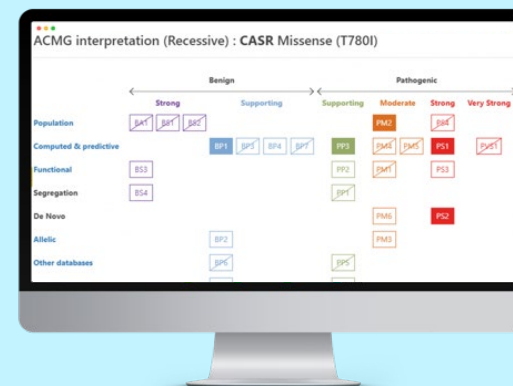 ACMG interpretation (Recessive) : CASR Missense (T780I)
Benign Pathogenic
Strong Supporting Supporting Moderate Strong Very Strong
Population BA1 BS1 BS2 PM2 PS4
Computed & predictive BP1 BP3 BP4 BP7 PP3 PM4 PM5 PS1 PVS1
Functional BS3 PP2 PM1 PS3
Segregation BS4 PP1
De Novo PM6 PS2
Allelic BP2 PM3
Other databases BP6 PP5